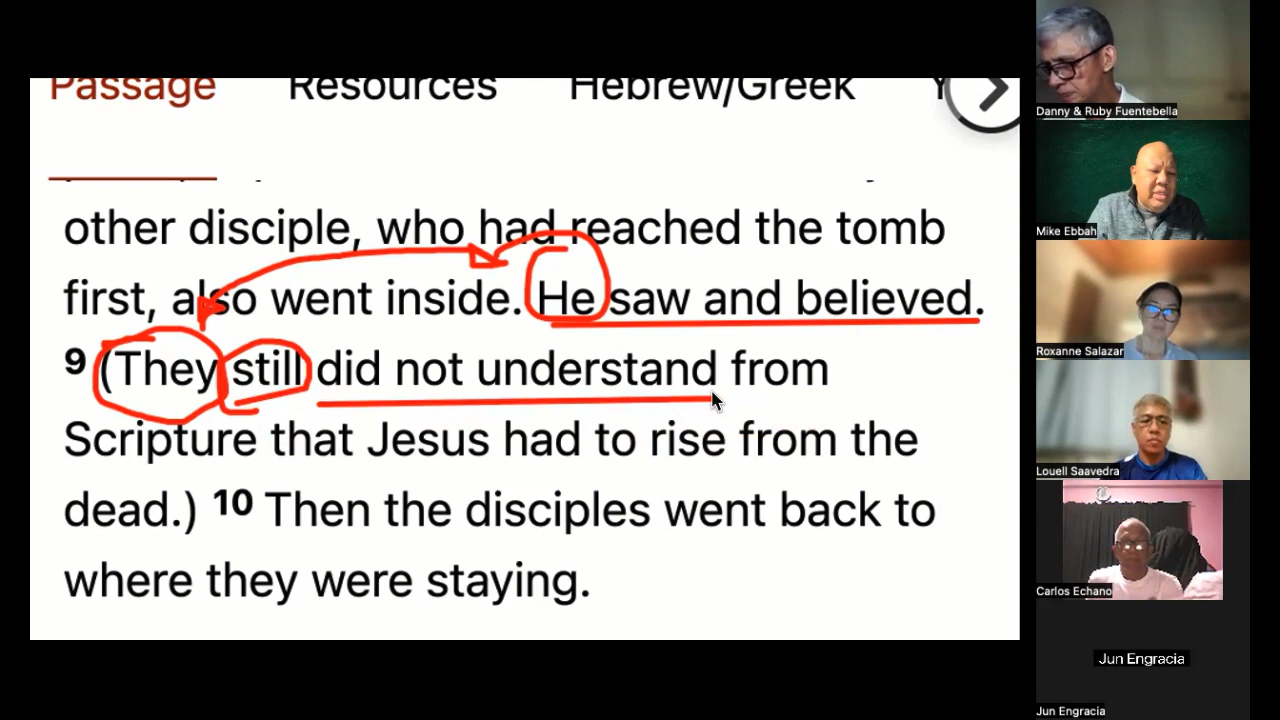 Passage Resources Hebrew/Greek Y
other disciple, who had reached the tomb
first, also went inside. He saw and believed.
9 (They still did not understand from
Scripture that Jesus had to rise from the
dead.) 10 Then the disciples went back to
where they were staying.
Danny & Ruby Fuentebella
Mike Ebbah
Roxanne Salazar
Louell Saavedra
Carlos Echano
Jun Engracia
Jun Engracia